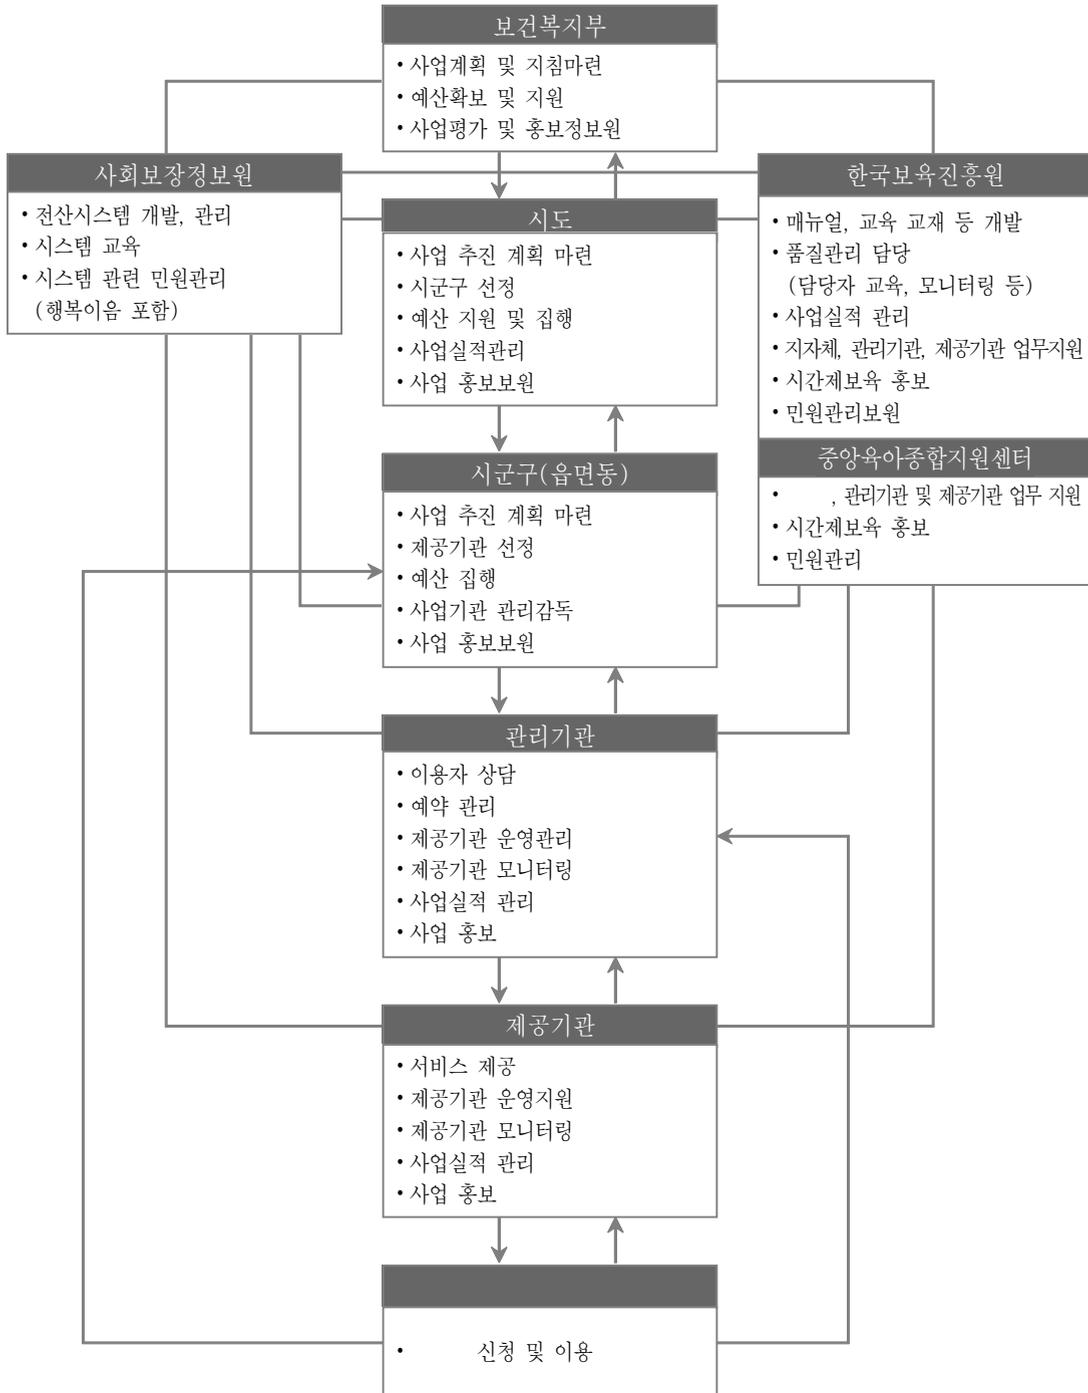 보건복지부
• 사업계획 및 지침마련
• 예산확보 및 지원
• 사업평가 및 홍보정보원
사회보장정보원
• 전산시스템 개발, 관리
• 시스템 교육
• 시스템 관련 민원관리
(행복이음 포함)
시도
• 사업 추진 계획 마련
• 시군구 선정
• 예산 지원 및 집행
• 사업실적관리
• 사업 홍보보원
한국보육진흥원
• 매뉴얼, 교육 교재 등 개발
• 품질관리 담당
(담당자 교육, 모니터링 등)
• 사업실적 관리
• 지자체, 관리기관, 제공기관 업무지원
• 시간제보육 홍보
• 민원관리보원
중앙육아종합지원센터
• , 관리기관 및 제공기관 업무 지원
• 시간제보육 홍보
• 민원관리
시군구(읍면동)
• 사업 추진 계획 마련
• 제공기관 선정
• 예산 집행
• 사업기관 관리감독
• 사업 홍보보원
관리기관
• 이용자 상담
• 예약 관리
• 제공기관 운영관리
• 제공기관 모니터링
• 사업실적 관리
• 사업 홍보
제공기관
• 서비스 제공
• 제공기관 운영지원
• 제공기관 모니터링
• 사업실적 관리
• 사업 홍보
• 신청 및 이용